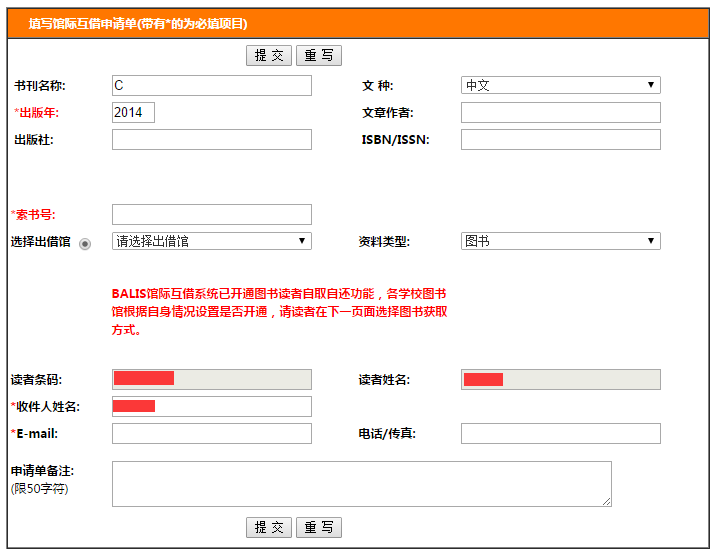 填写馆际互借申请单(带有*的为必填项目)
提 交 重 写
书刊名称: C 文 种: 中文
*出版年: 2014 文章作者:
出版社: ISBN/ISSN:
*索书号:
选择出借馆 请选择出借馆 资料类型: 图书
BALIS馆际互借系统已开通图书读者自取自还功能，各学校图书
馆根据自身情况设置是否开通，请读者在下一页面选择图书获取
方式。
读者条码: 读者姓名:
*收件人姓名:
*E-mail: 电话/传真:
申请单备注:
(限50字符)
提 交 重 写